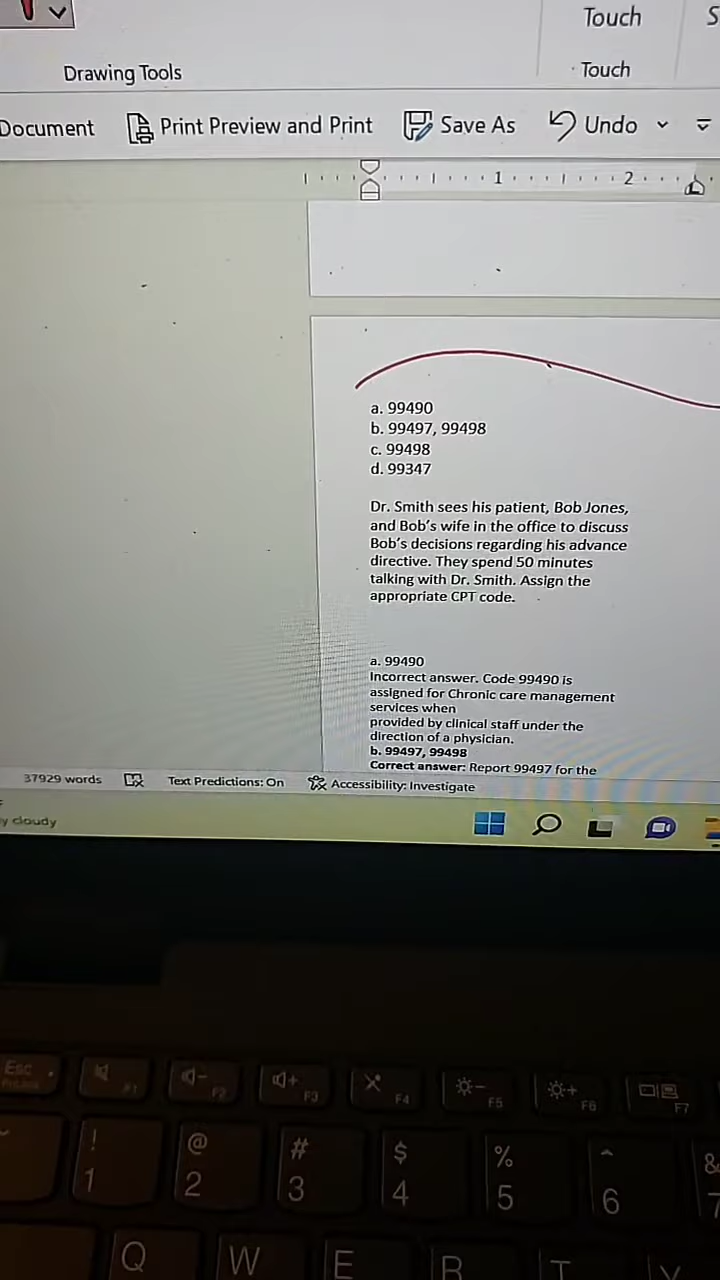 Touch
Drawing Tools
Touch
Document Print Preview and Print Save As Undo
1 2
a. 99490
b. 99497, 99498
c. 99498
d. 99347
Dr. Smith sees his patient, Bob Jones,
and Bob's wife in the office to discuss
Bob's decisions regarding his advance
directive. They spend 50 minutes
talking with Dr. Smith. Assign the
appropriate CPT code.
a. 99490
Incorrect answer. Code 99490 is
assigned for Chronic care management
services when
provided by clinical staff under the
direction of a physician.
b. 99497, 99498
Correct answer: Report 99497 for the
37929 words Text Predictions: On Accessibility: Investigate
y cloudy
Esc F1 F2 F3 F4 F5 F6 F7
! @ # $ % ^ &
1 2 3 4 5 6 7
Q W E R T Y